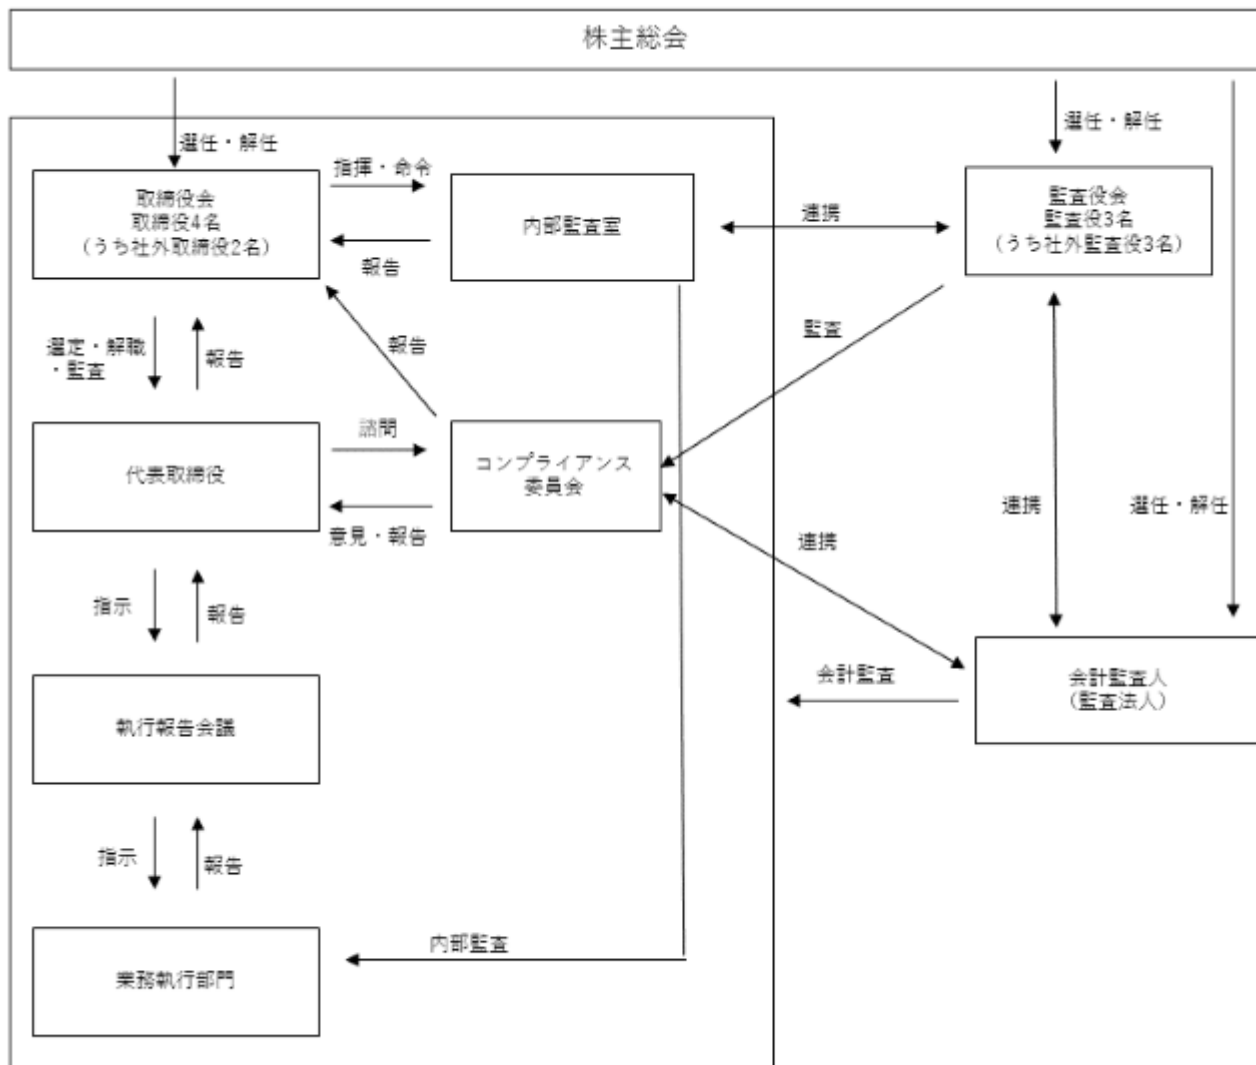 株主総会
選任・解任
選任・解任
指揮・命令
取締役会
取締役4名
(うち社外取締役2名)
内部監査室
連携
監査役会
監査役3名
(うち社外監査役3名)
報告
監査
選定・解職
・監査
報告
報告
諮問
代表取締役
コンプライアンス
委員会
連携
選任・解任
意見・報告
連携
指示
報告
会計監査
会計監査人
(監査法人)
執行報告会議
指示
報告
内部監査
業務執行部門